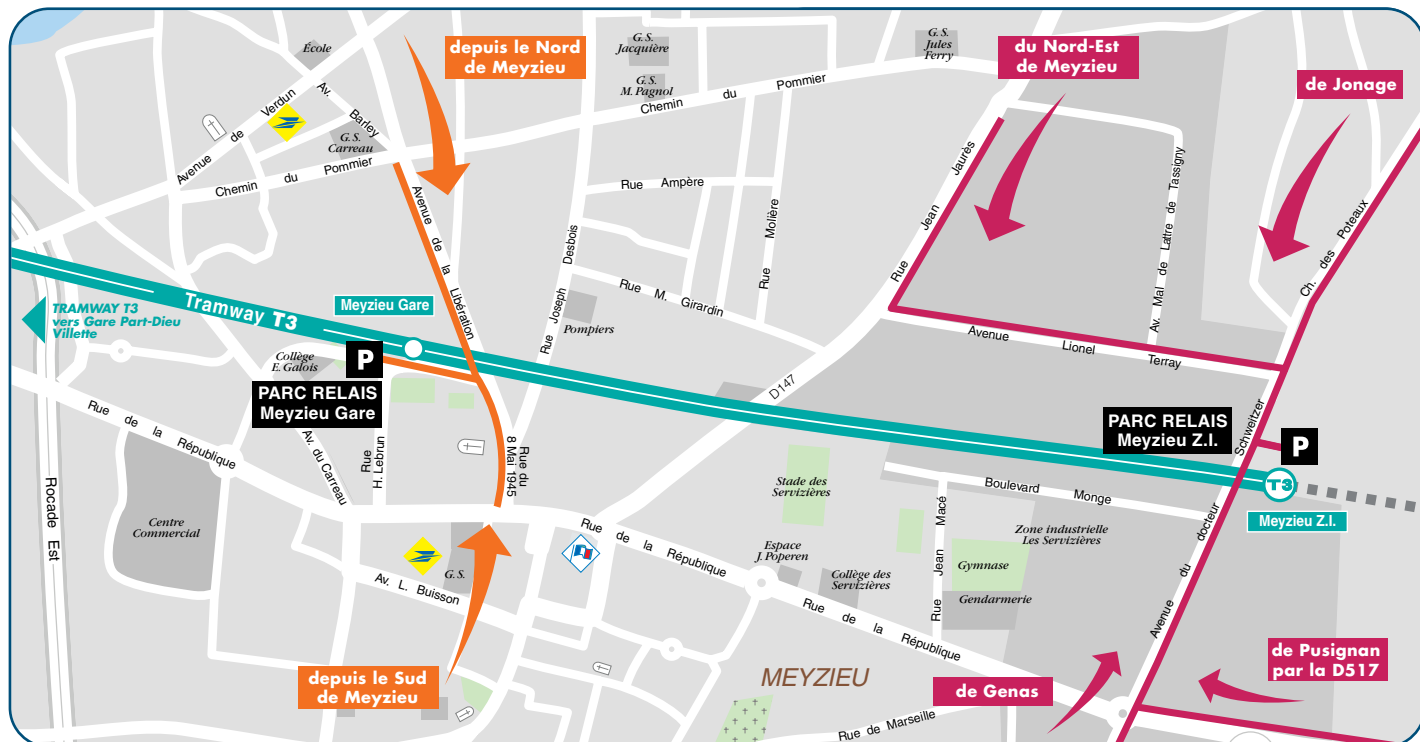 depuis le Nord
de Meyzieu
École
G. S.
Jacquière
G. S.
M. Pagnol
G. S.
Jules
Ferry
du Nord-Est
de Meyzieu
de Jonage
Avenue de Verdun
Av. Barley
G. S.
Carreau
Chemin du Pommier
Chemin du Pommier
Avenue de la Libération
Rue Ampère
Rue Molière
Rue Joseph Desbois
Rue M. Girardin
Pompiers
Rue Jean Jaurès
Av. Mal de Lattre de Tassigny
Ch. des Poteaux
Avenue Lionel Terray
D147
Tramway T3
Meyzieu Gare
TRAMWAY T3
vers Gare Part-Dieu
Villette
Collège
E. Galois
P
PARC RELAIS
Meyzieu Gare
PARC RELAIS
Meyzieu Z.I.
P
T3
Meyzieu Z.I.
Rue de la République
Av. du Carreau
Rue
H. Lebrun
Rue du
8 Mai 1945
Rocade Est
Centre
Commercial
Stade des
Servizières
Boulevard Monge
Zone industrielle
Les Servizières
Rue Jean Macé
Gymnase
Gendarmerie
Espace
J. Poperen
Collège des
Servizières
Rue de la République
Rue de la République
G. S.
Av. L. Buisson
Avenue du docteur Schweitzer
depuis le Sud
de Meyzieu
MEYZIEU
de Genas
de Pusignan
par la D517
Rue de Marseille